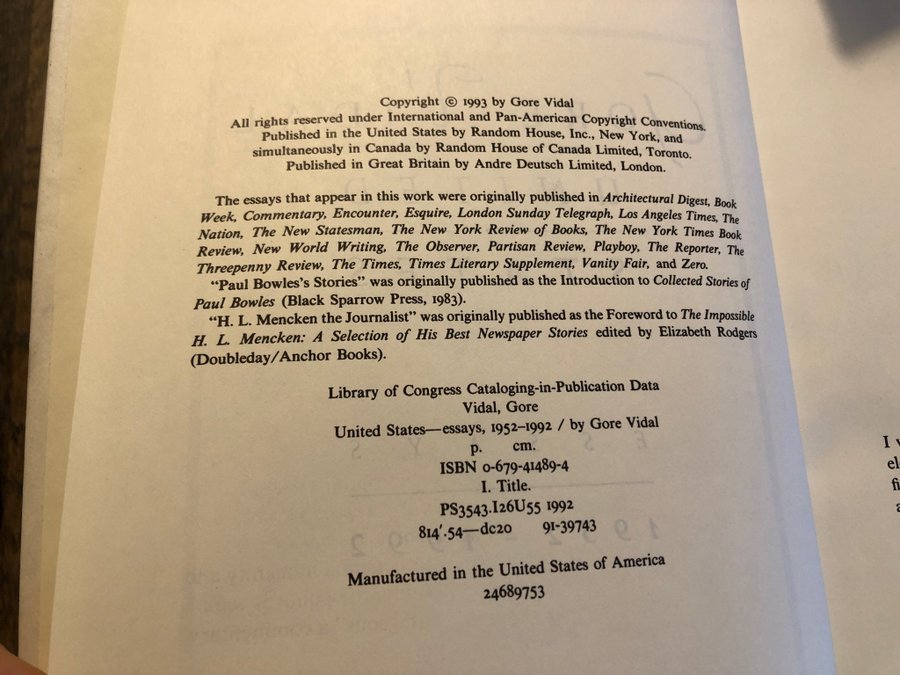 Copyright © 1993 by Gore Vidal
All rights reserved under International and Pan-American Copyright Conventions.
Published in the United States by Random House, Inc., New York, and
simultaneously in Canada by Random House of Canada Limited, Toronto.
Published in Great Britain by Andre Deutsch Limited, London.
The essays that appear in this work were originally published in Architectural Digest, Book
Week, Commentary, Encounter, Esquire, London Sunday Telegraph, Los Angeles Times, The
Nation, The New Statesman, The New York Review of Books, The New York Times Book
Review, New World Writing, The Observer, Partisan Review, Playboy, The Reporter, The
Threepenny Review, The Times, Times Literary Supplement, Vanity Fair, and Zero.
“Paul Bowles’s Stories” was originally published as the Introduction to Collected Stories of
Paul Bowles (Black Sparrow Press, 1983).
“H. L. Mencken the Journalist” was originally published as the Foreword to The Impossible
H. L. Mencken: A Selection of His Best Newspaper Stories edited by Elizabeth Rodgers
(Doubleday/Anchor Books).
Library of Congress Cataloging-in-Publication Data
Vidal, Gore
United States—essays, 1952–1992 / by Gore Vidal
p. cm.
ISBN 0-679-41489-4
I. Title.
PS3543.I26U55 1992
814′.54—dc20 91-39743
Manufactured in the United States of America
24689753
I